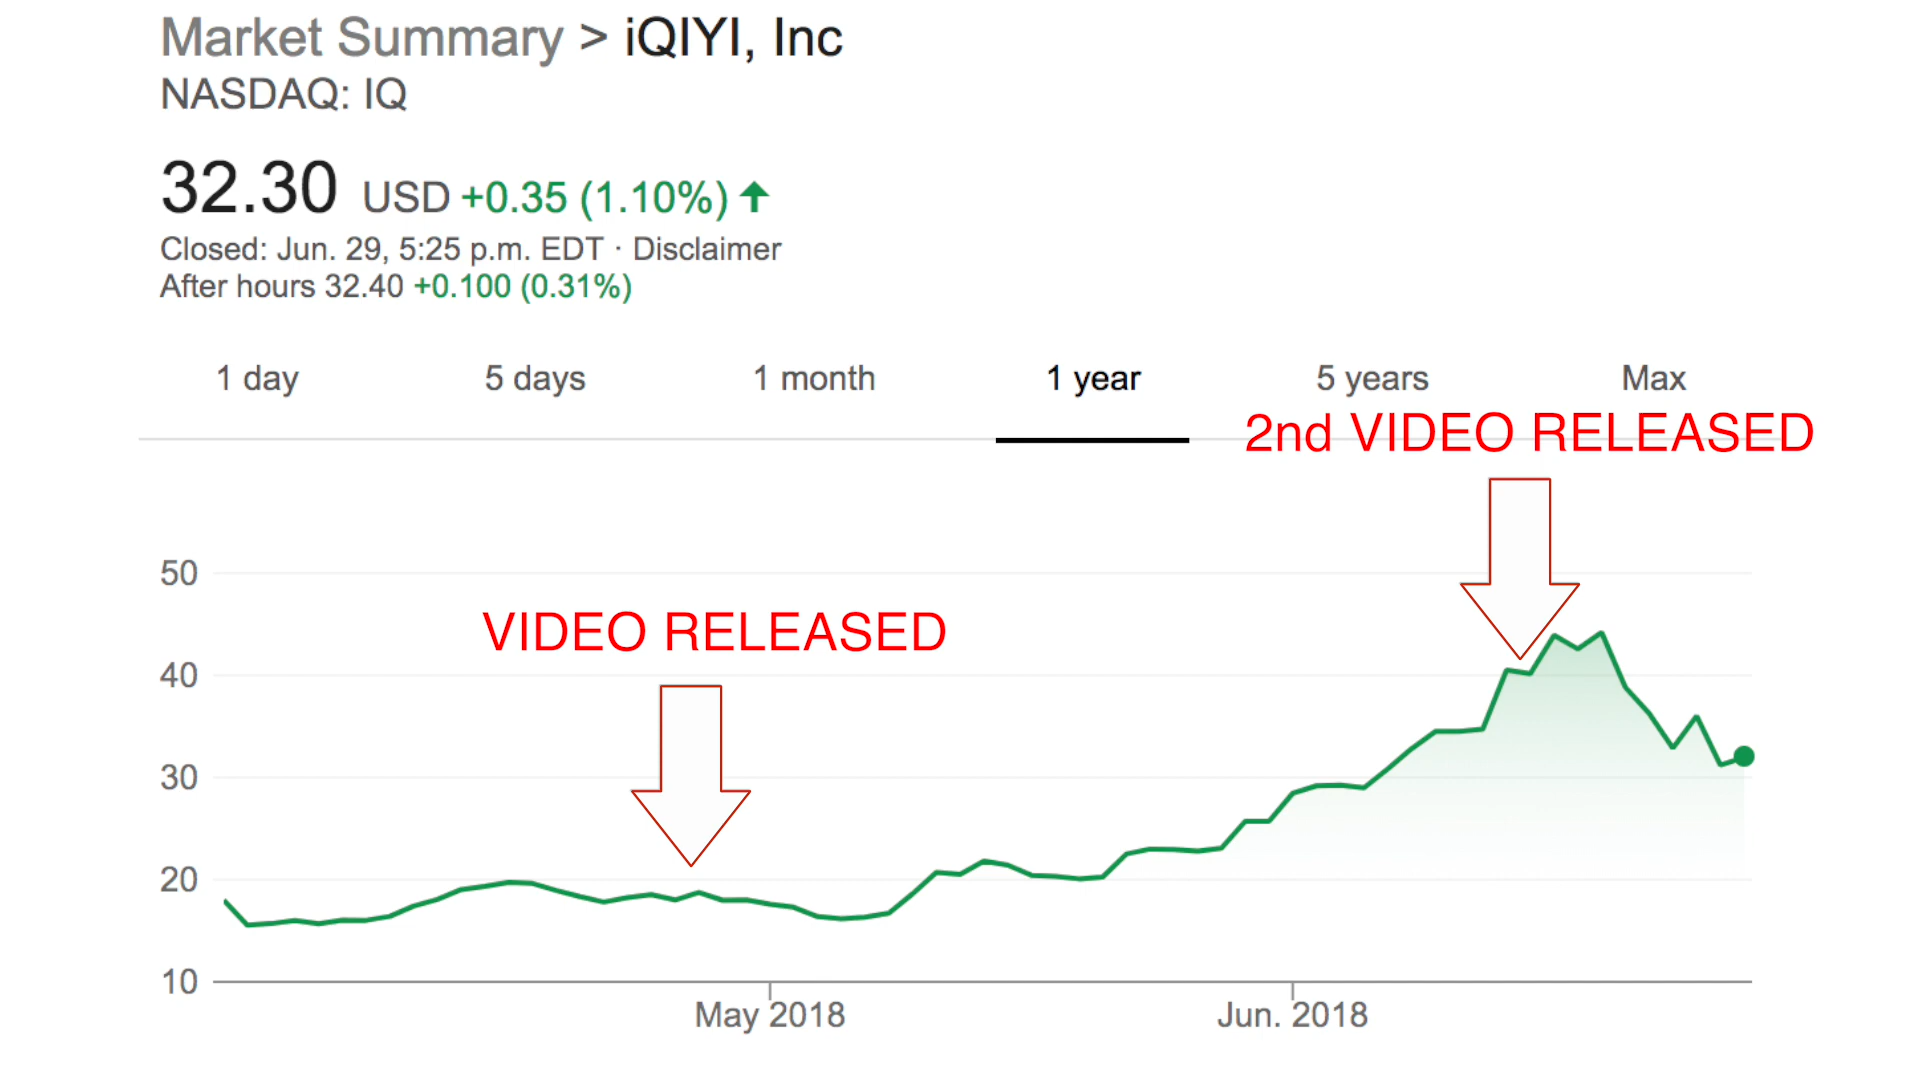 Market Summary > iQIYI, Inc
NASDAQ: IQ
32.30 USD +0.35 (1.10%)
Closed: Jun. 29, 5:25 p.m. EDT · Disclaimer
After hours 32.40 +0.100 (0.31%)
1 day 5 days 1 month 1 year 5 years Max
2nd VIDEO RELEASED
50
VIDEO RELEASED
40
30
20
10
May 2018 Jun. 2018